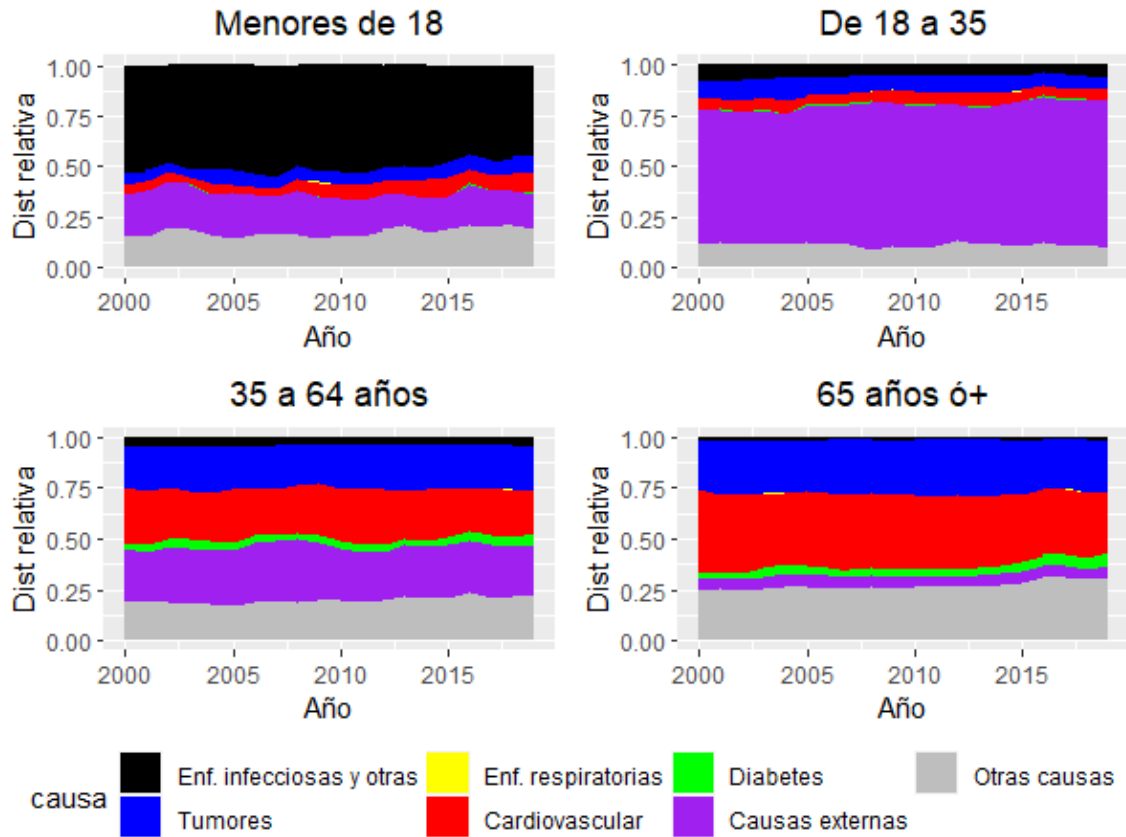 Menores de 18
De 18 a 35
Dist relativa
1.00
0.75
0.50
0.25
0.00
2000 2005 2010 2015
Año
Dist relativa
1.00
0.75
0.50
0.25
0.00
2000 2005 2010 2015
Año
35 a 64 años
65 años ó+
Dist relativa
1.00
0.75
0.50
0.25
0.00
2000 2005 2010 2015
Año
Dist relativa
1.00
0.75
0.50
0.25
0.00
2000 2005 2010 2015
Año
causa
Enf. infecciosas y otras
Enf. respiratorias
Diabetes
Otras causas
Tumores
Cardiovascular
Causas externas